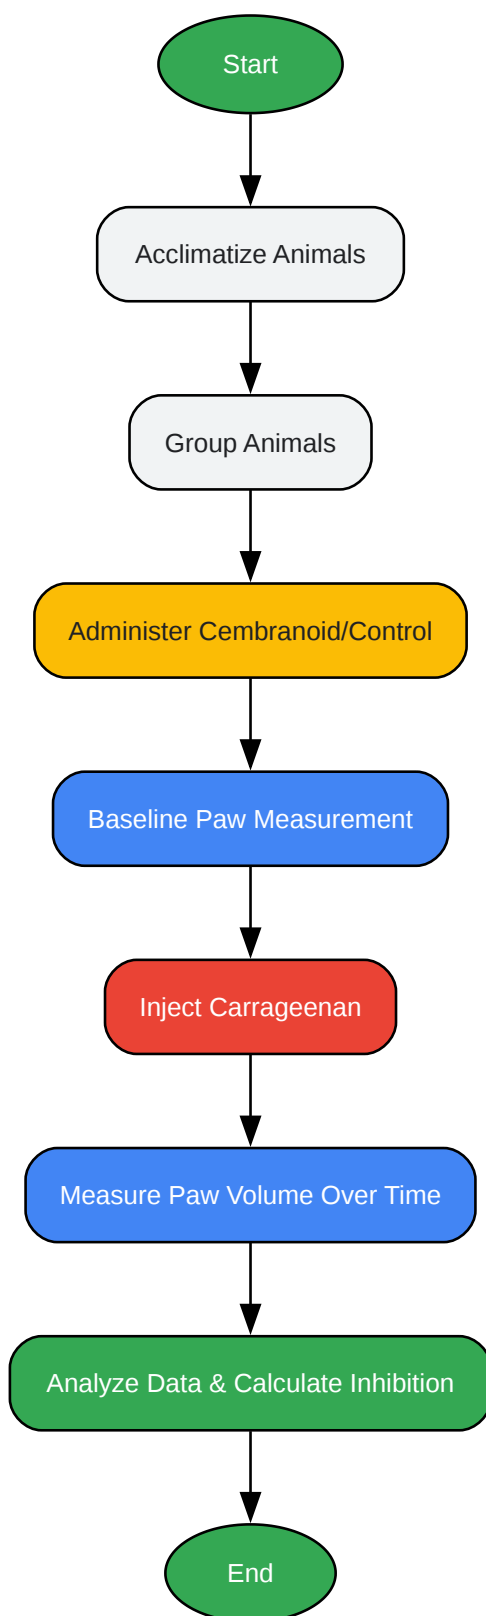 Start
Acclimatize Animals
Group Animals
Administer Cembranoid/Control
Baseline Paw Measurement
Inject Carrageenan
Measure Paw Volume Over Time
Analyze Data & Calculate Inhibition
End